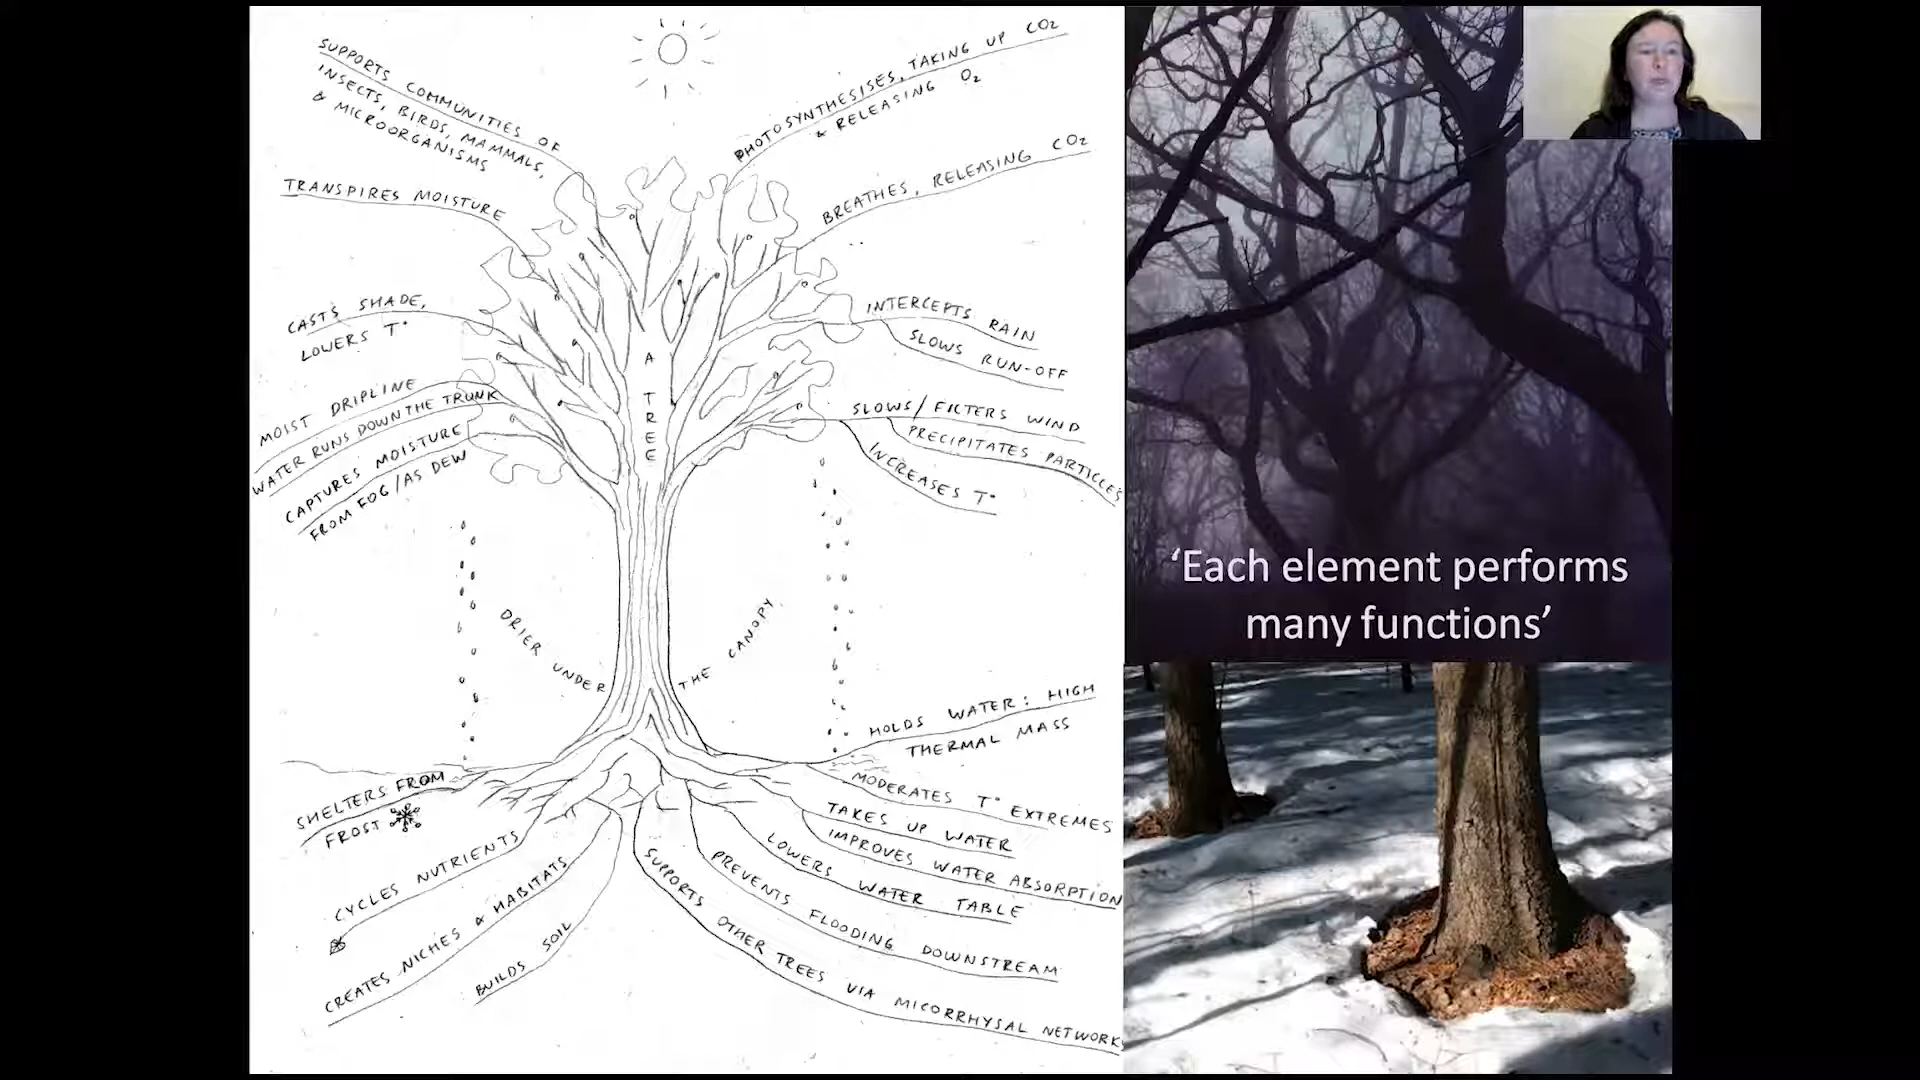 SUPPORTS COMMUNITIES OF
INSECTS, BIRDS, MAMMALS,
& MICROORGANISMS
TRANSPIRES MOISTURE
CASTS SHADE,
LOWERS T°
MOIST DRIPLINE
WATER RUNS DOWN THE TRUNK
CAPTURES MOISTURE
FROM FOG/AS DEW
PHOTOSYNTHESISES, TAKING UP CO2
& RELEASING O2
BREATHES, RELEASING CO2
INTERCEPTS RAIN
SLOWS RUN-OFF
SLOWS/FILTERS WIND
PRECIPITATES PARTICLES
INCREASES T°
A TREE
DRIER UNDER THE CANOPY
HOLDS WATER: HIGH
THERMAL MASS
MODERATES T° EXTREMES
TAKES UP WATER
IMPROVES WATER ABSORPTION
LOWERS WATER TABLE
PREVENTS FLOODING DOWNSTREAM
SUPPORTS OTHER TREES VIA MICORRHYSAL NETWORK
SHELTERS FROM
FROST
CYCLES NUTRIENTS
CREATES NICHES & HABITATS
BUILDS SOIL
‘Each element performs
many functions’